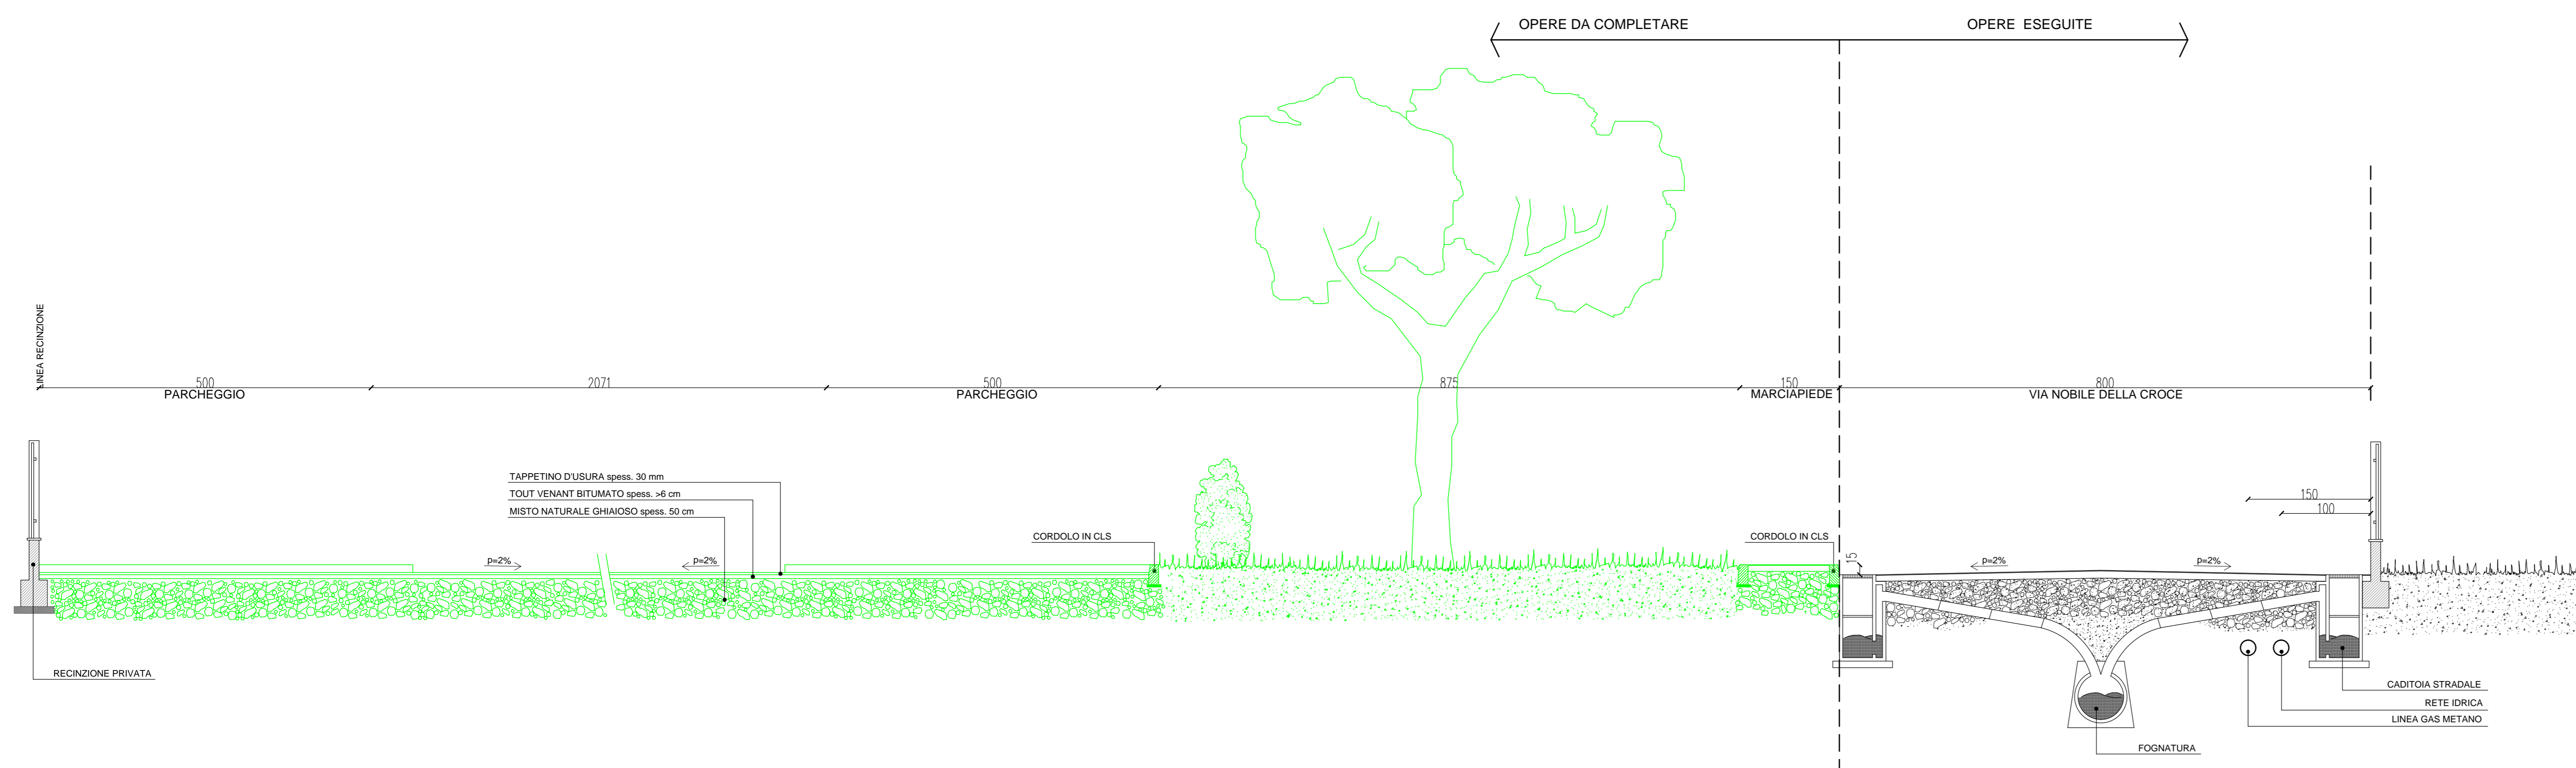 OPERE DA COMPLETARE
OPERE ESEGUITE
LINEA RECINZIONE
500
2071
500
875
150
800
PARCHEGGIO
PARCHEGGIO
MARCIAPIEDE
VIA NOBILE DELLA CROCE
TAPPETINO D'USURA spess. 30 mm
TOUT VENANT BITUMATO spess. >6 cm
MISTO NATURALE GHIAIOSO spess. 50 cm
150
100
CORDOLO IN CLS
CORDOLO IN CLS
15
p=2%
p=2%
p=2%
p=2%
RECINZIONE PRIVATA
CADITOIA STRADALE
RETE IDRICA
LINEA GAS METANO
FOGNATURA